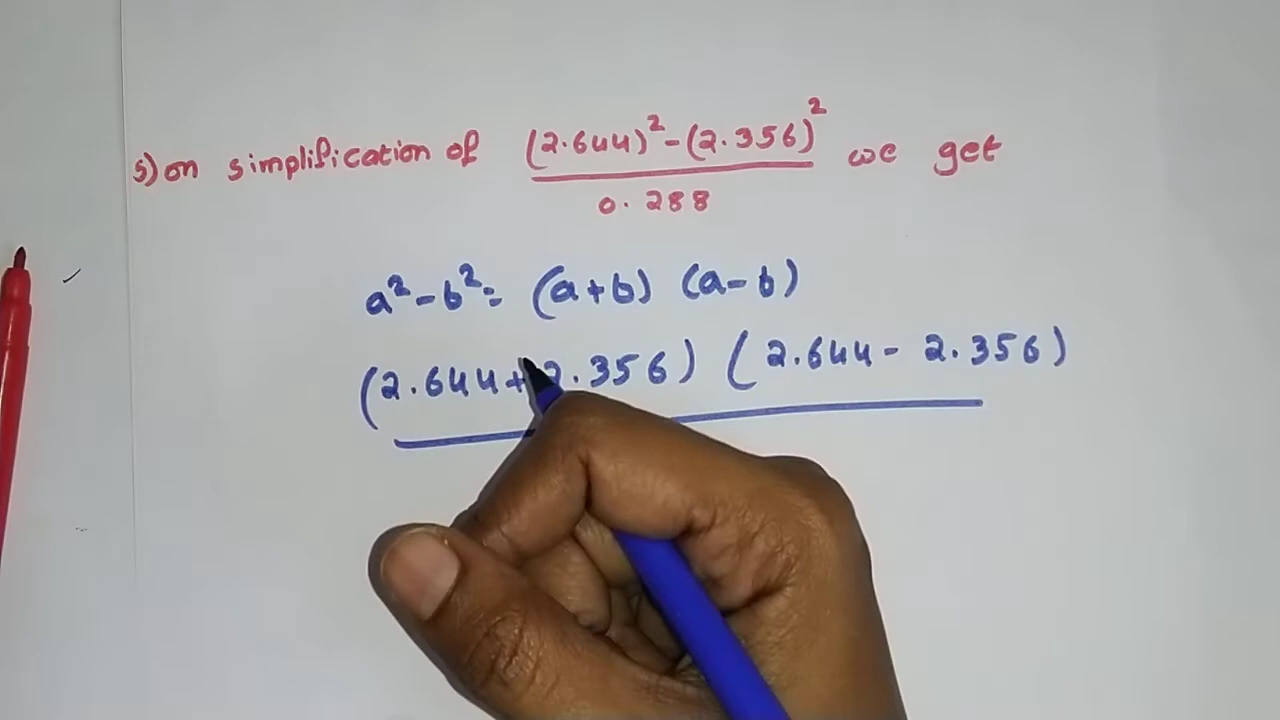 5) on simplification of (2.644)² - (2.356)² we get
0.288
a² - b² = (a+b) (a-b)
(2.644+2.356) (2.644 - 2.356)